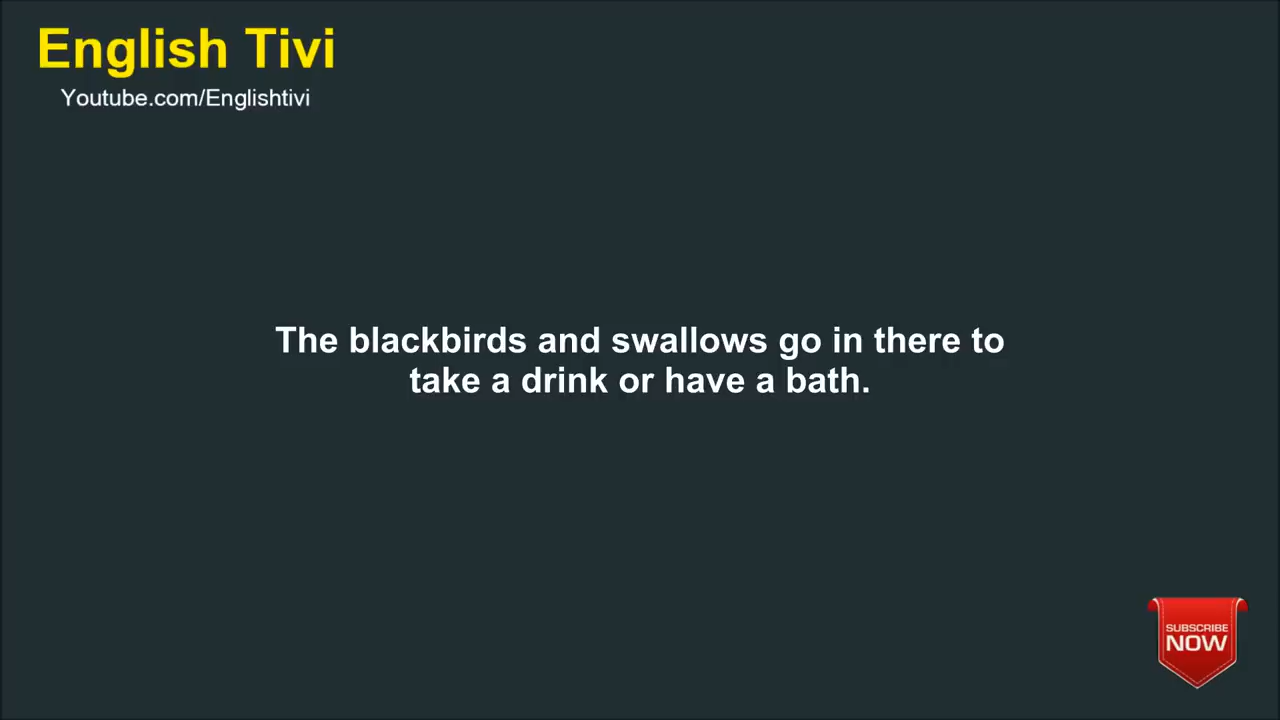 English Tivi
Youtube.com/Englishtivi
The blackbirds and swallows go in there to
take a drink or have a bath.
SUBSCRIBE
NOW